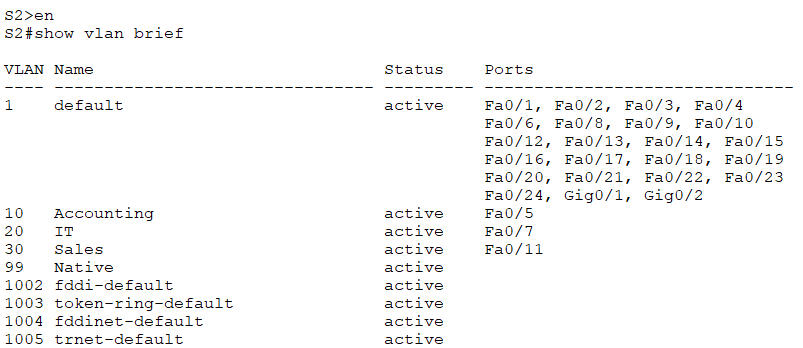 S2>en
S2#show vlan brief
VLAN Name                             Status    Ports
---- -------------------------------- --------- -------------------------------
1    default                          active    Fa0/1, Fa0/2, Fa0/3, Fa0/4
                                                Fa0/6, Fa0/8, Fa0/9, Fa0/10
                                                Fa0/12, Fa0/13, Fa0/14, Fa0/15
                                                Fa0/16, Fa0/17, Fa0/18, Fa0/19
                                                Fa0/20, Fa0/21, Fa0/22, Fa0/23
                                                Fa0/24, Gig0/1, Gig0/2
10   Accounting                       active    Fa0/5
20   IT                               active    Fa0/7
30   Sales                            active    Fa0/11
99   Native                           active
1002 fddi-default                     active
1003 token-ring-default               active
1004 fddinet-default                  active
1005 trnet-default                    active